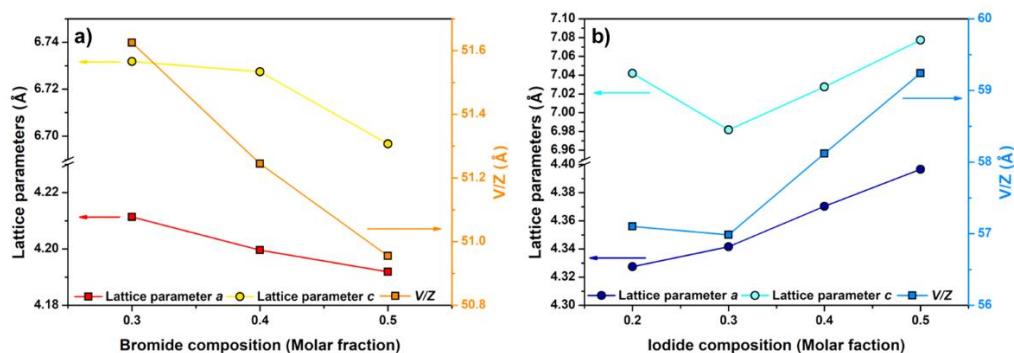 a)
Lattice parameters (Å)
6.74
6.72
6.70
4.22
4.20
4.18
51.6
51.4
51.2
51.0
50.8
V/Z (Å)
Lattice parameter a
Lattice parameter c
V/Z
0.3
0.4
0.5
Bromide composition (Molar fraction)
b)
Lattice parameters (Å)
7.10
7.08
7.06
7.04
7.02
7.00
6.98
6.96
4.40
4.38
4.36
4.34
4.32
4.30
60
59
58
57
56
V/Z (Å)
Lattice parameter a
Lattice parameter c
V/Z
0.2
0.3
0.4
0.5
Iodide composition (Molar faction)